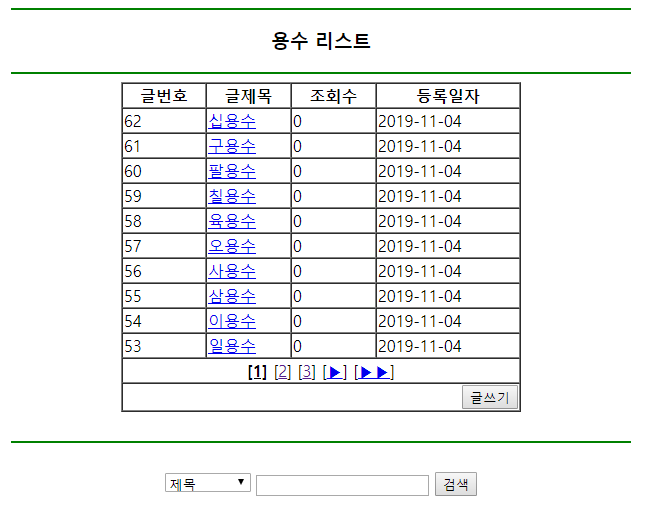 용수 리스트
글번호 글제목 조회수 등록일자
62 십용수 0 2019-11-04
61 구용수 0 2019-11-04
60 팔용수 0 2019-11-04
59 칠용수 0 2019-11-04
58 육용수 0 2019-11-04
57 오용수 0 2019-11-04
56 사용수 0 2019-11-04
55 삼용수 0 2019-11-04
54 이용수 0 2019-11-04
53 일용수 0 2019-11-04
[1] [2] [3] [▶] [▶▶]
글쓰기
제목 ▼ 검색